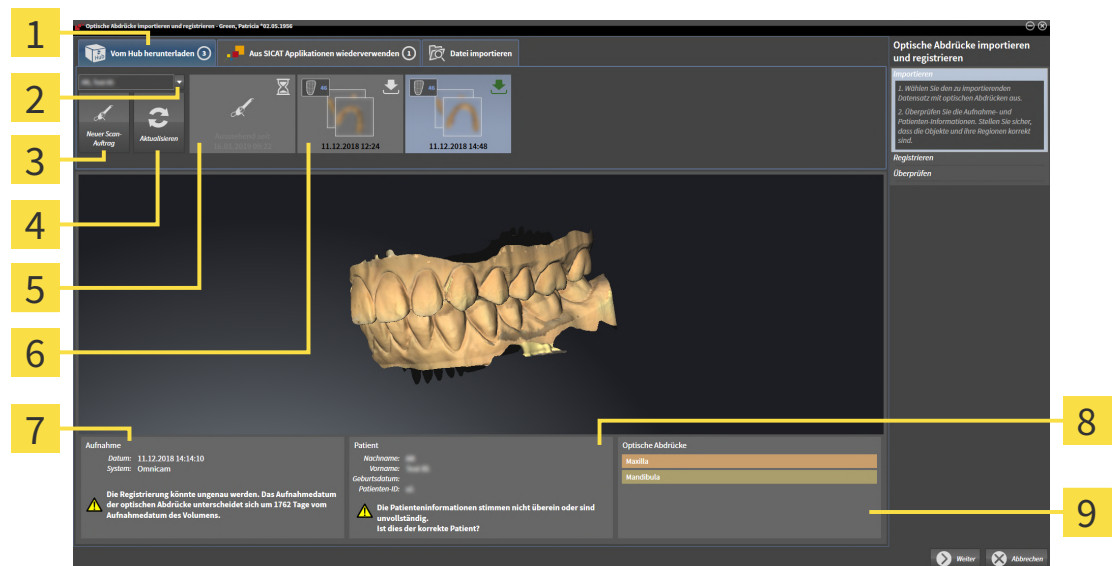 Optische Abdrücke importieren und registrieren - Green, Patricia *02.05.1956
1
2
3
4
5
6
7
8
9
Hub
Vom Hub herunterladen 3
Aus SICAT Applikationen wiederverwenden 1
Datei importieren
Neuer Scan-
Auftrag
Aktualisieren
46
11.12.2018 12:24
46
11.12.2018 14:48
Aufnahme
Datum: 11.12.2018 14:14:10
System: Omnicam
Die Registrierung könnte ungenau werden. Das Aufnahmedatum
der optischen Abdrücke unterscheidet sich um 1762 Tage vom
Aufnahmedatum des Volumens.
Patient
Nachname:
Vorname:
Geburtsdatum:
Patienten-ID:
Die Patienteninformationen stimmen nicht überein oder sind
unvollständig.
Ist dies der korrekte Patient?
Optische Abdrücke
Maxilla
Mandibula
Optische Abdrücke importieren
und registrieren
Importieren
1. Wählen Sie den zu importierenden
Datensatz mit optischen Abdrücken aus.
2. Überprüfen Sie die Aufnahme- und
Patienten-Informationen. Stellen Sie sicher,
dass die Objekte und ihre Regionen korrekt
sind.
Registrieren
Überprüfen
Weiter
Abbrechen